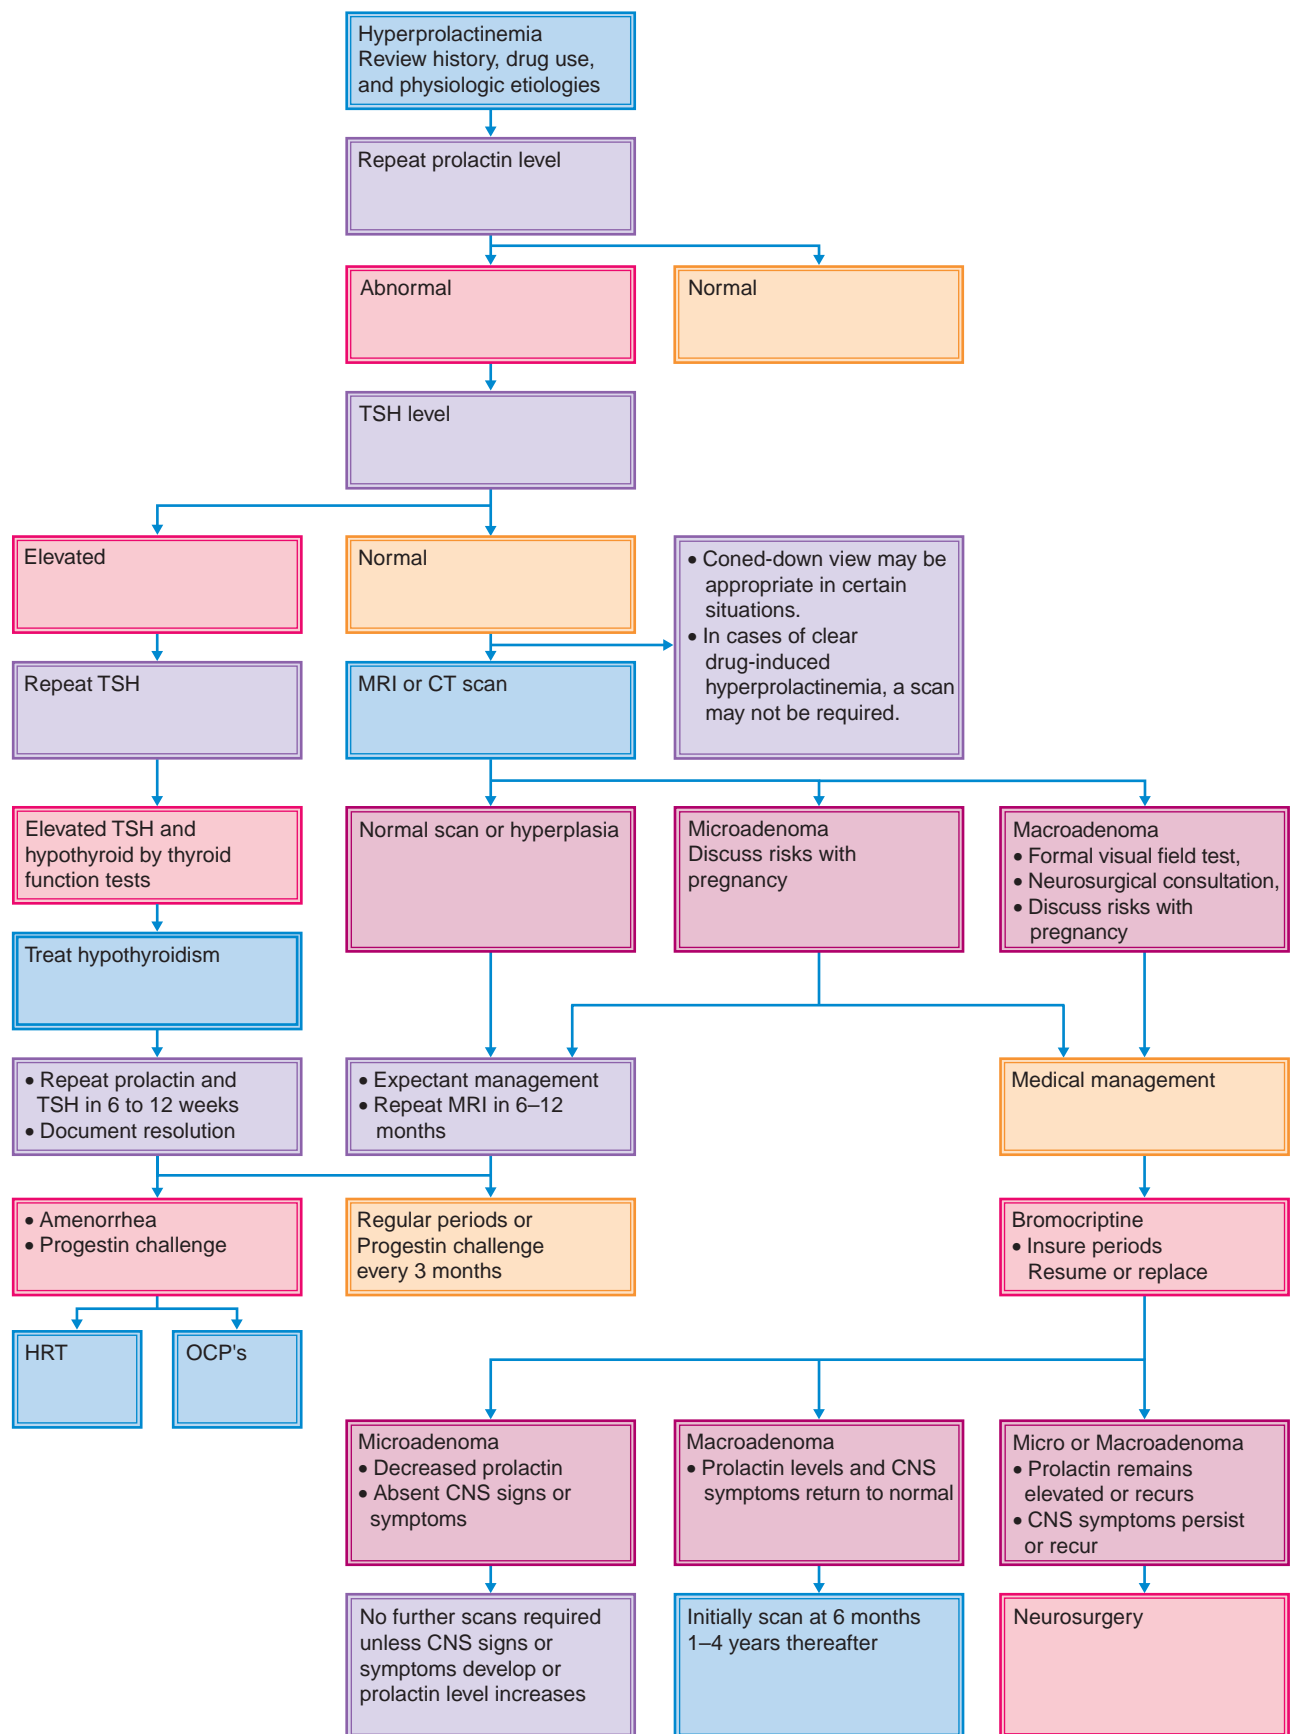 Hyperprolactinemia
Review history, drug use,
and physiologic etiologies
Repeat prolactin level
Abnormal
Normal
TSH level
Elevated
Normal
• Coned-down view may be
appropriate in certain
situations.
• In cases of clear
drug-induced
hyperprolactinemia, a scan
may not be required.
Repeat TSH
MRI or CT scan
Elevated TSH and
hypothyroid by thyroid
function tests
Normal scan or hyperplasia
Microadenoma
Discuss risks with
pregnancy
Macroadenoma
• Formal visual field test,
• Neurosurgical consultation,
• Discuss risks with
pregnancy
Treat hypothyroidism
• Repeat prolactin and
TSH in 6 to 12 weeks
• Document resolution
• Expectant management
• Repeat MRI in 6–12
months
Medical management
• Amenorrhea
• Progestin challenge
Regular periods or
Progestin challenge
every 3 months
Bromocriptine
• Insure periods
Resume or replace
HRT
OCP's
Microadenoma
• Decreased prolactin
• Absent CNS signs or
symptoms
Macroadenoma
• Prolactin levels and CNS
symptoms return to normal
Micro or Macroadenoma
• Prolactin remains
elevated or recurs
• CNS symptoms persist
or recur
No further scans required
unless CNS signs or
symptoms develop or
prolactin level increases
Initially scan at 6 months
1–4 years thereafter
Neurosurgery